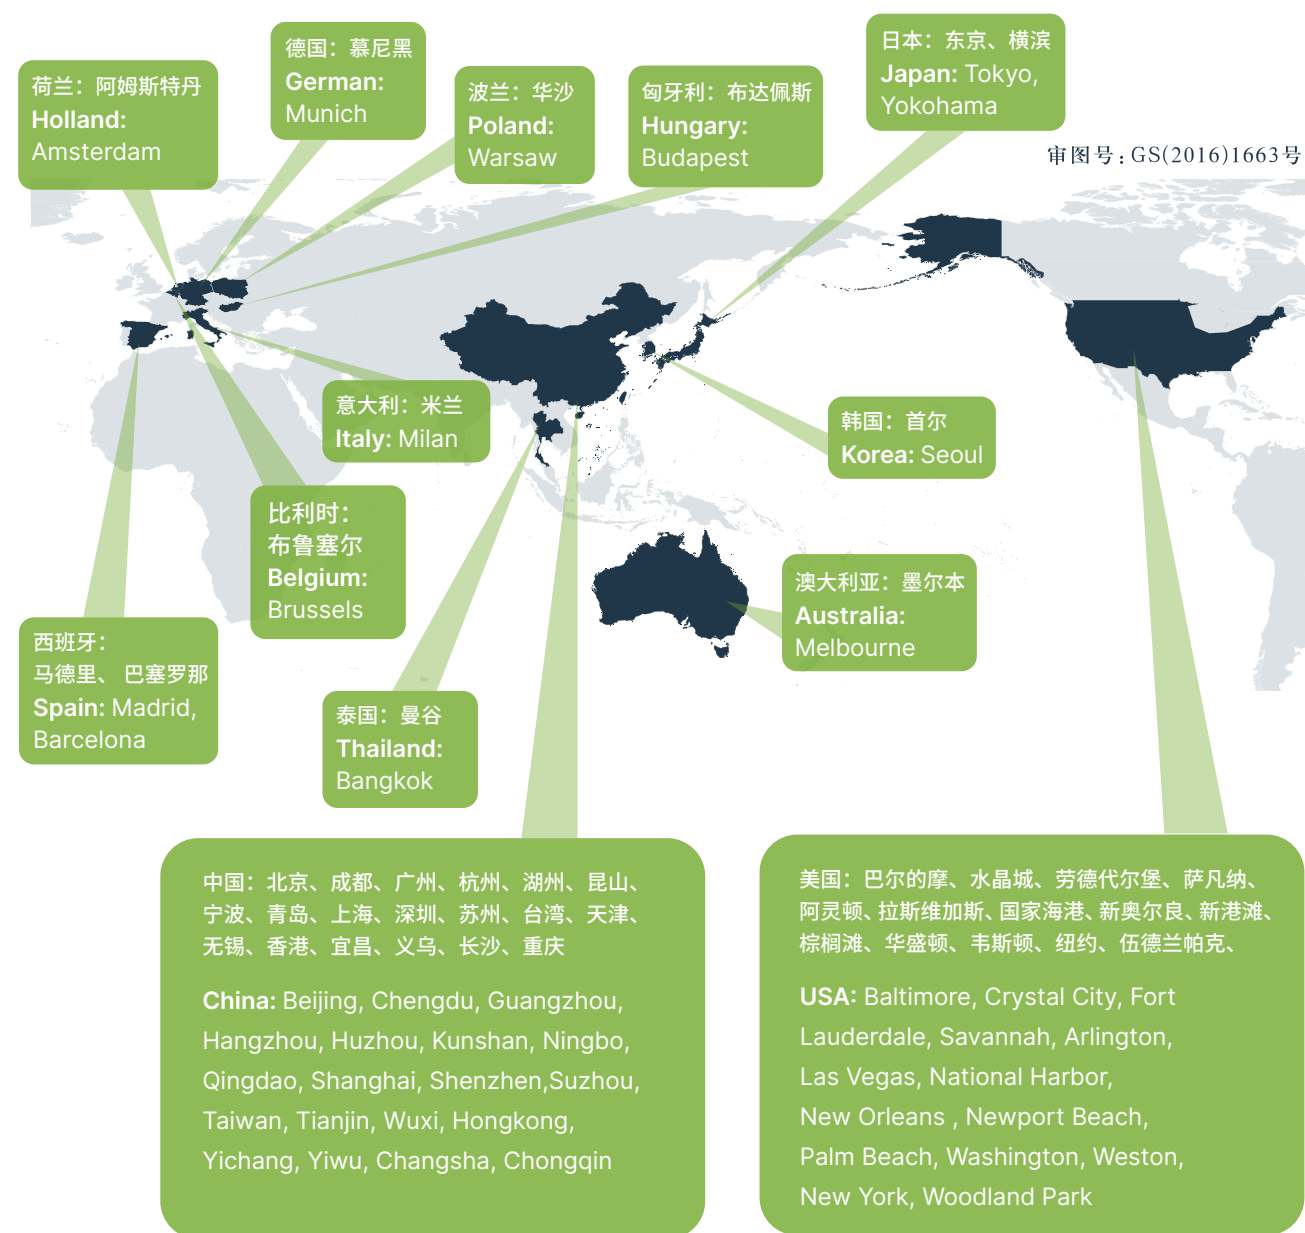 德国：慕尼黑
German:
Munich
荷兰：阿姆斯特丹
Holland:
Amsterdam
波兰：华沙
Poland:
Warsaw
匈牙利：布达佩斯
Hungary:
Budapest
日本：东京、横滨
Japan: Tokyo,
Yokohama
审图号：GS(2016)1663号
意大利：米兰
Italy: Milan
韩国：首尔
Korea: Seoul
比利时：
布鲁塞尔
Belgium:
Brussels
澳大利亚：墨尔本
Australia:
Melbourne
西班牙：
马德里、 巴塞罗那
Spain: Madrid,
Barcelona
泰国：曼谷
Thailand:
Bangkok
中国：北京、成都、广州、杭州、湖州、昆山、
宁波、青岛、上海、深圳、苏州、台湾、天津、
无锡、香港、宜昌、义乌、长沙、重庆
China: Beijing, Chengdu, Guangzhou,
Hangzhou, Huzhou, Kunshan, Ningbo,
Qingdao, Shanghai, Shenzhen,Suzhou,
Taiwan, Tianjin, Wuxi, Hongkong,
Yichang, Yiwu, Changsha, Chongqin
美国：巴尔的摩、水晶城、劳德代尔堡、萨凡纳、
阿灵顿、拉斯维加斯、国家海港、新奥尔良、新港滩、
棕榈滩、华盛顿、韦斯顿、纽约、伍德兰帕克、
USA: Baltimore, Crystal City, Fort
Lauderdale, Savannah, Arlington,
Las Vegas, National Harbor,
New Orleans , Newport Beach,
Palm Beach, Washington, Weston,
New York, Woodland Park